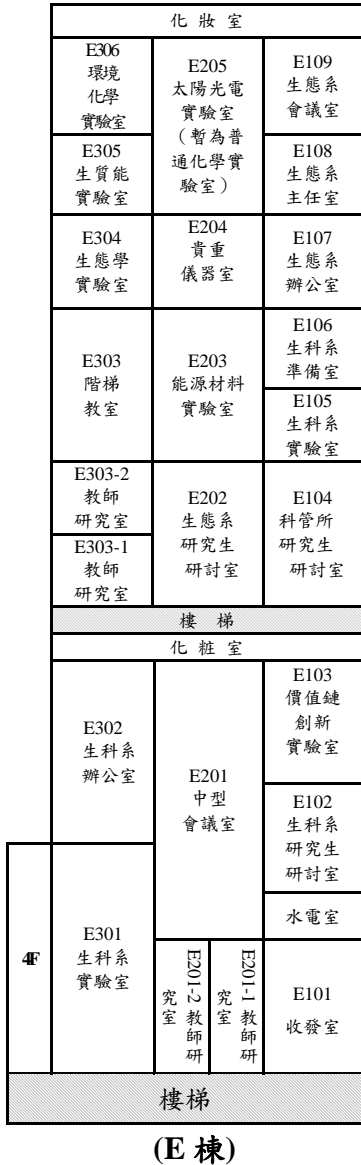 化 妝 室
E306
環境
化學
實驗室
E205
太陽光電
實驗室
（暫為普
通化學實
驗室）
E109
生態系
會議室
E305
生質能
實驗室
E108
生態系
主任室
E304
生態學
實驗室
E204
貴重
儀器室
E107
生態系
辦公室
E303
階梯
教室
E203
能源材料
實驗室
E106
生科系
準備室
E105
生科系
實驗室
E303-2
教師
研究室
E303-1
教師
研究室
E202
生態系
研究生
研討室
E104
科管所
研究生
研討室
樓 梯
化 粧 室
E302
生科系
辦公室
E201
中型
會議室
E103
價值鏈
創新
實驗室
E102
生科系
研究生
研討室
水電室
4F
E301
生科系
實驗室
E201-2 教師研
究室
E201-1 教師研
究室
E101
收發室
樓梯
(E 棟)